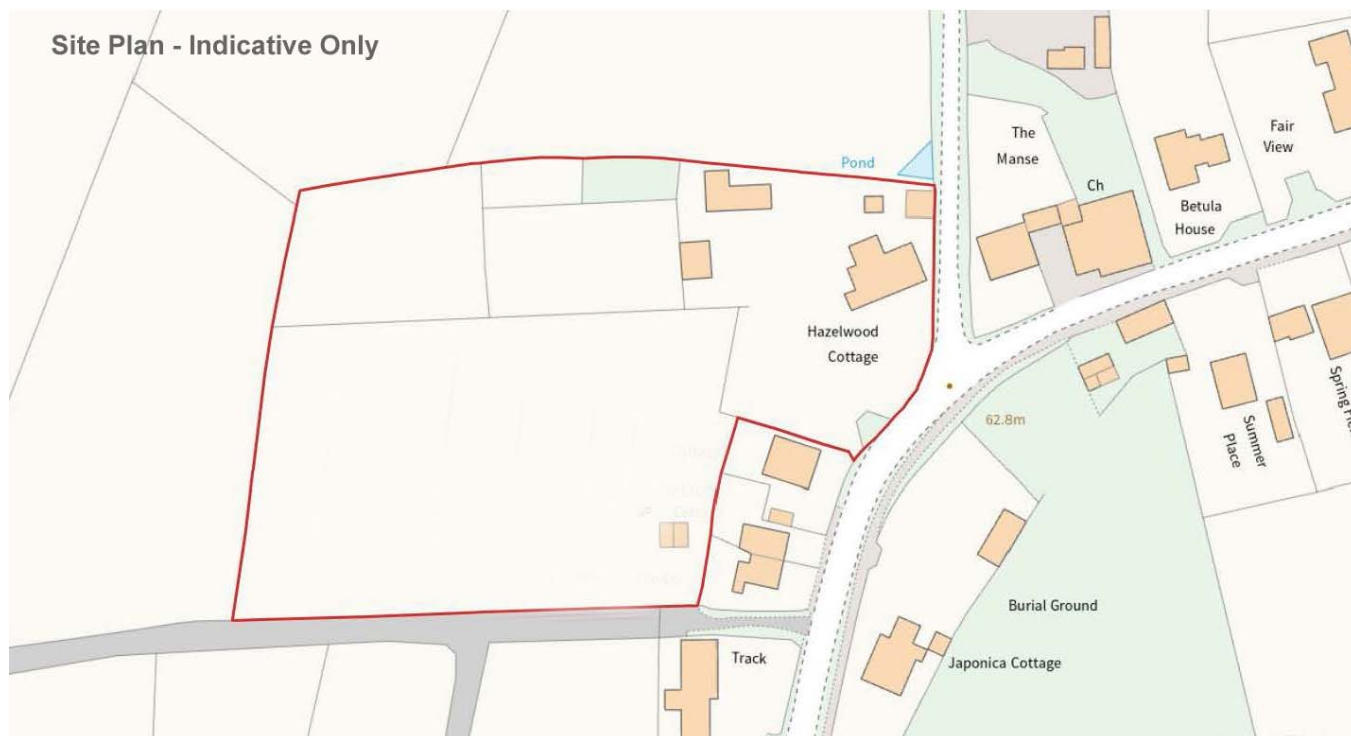 Site Plan - Indicative Only
Pond
The
Manse
Ch
Fair
View
Betula
House
Hazelwood
Cottage
62.8m
Summer
Place
Burial Ground
Track
Japonica Cottage